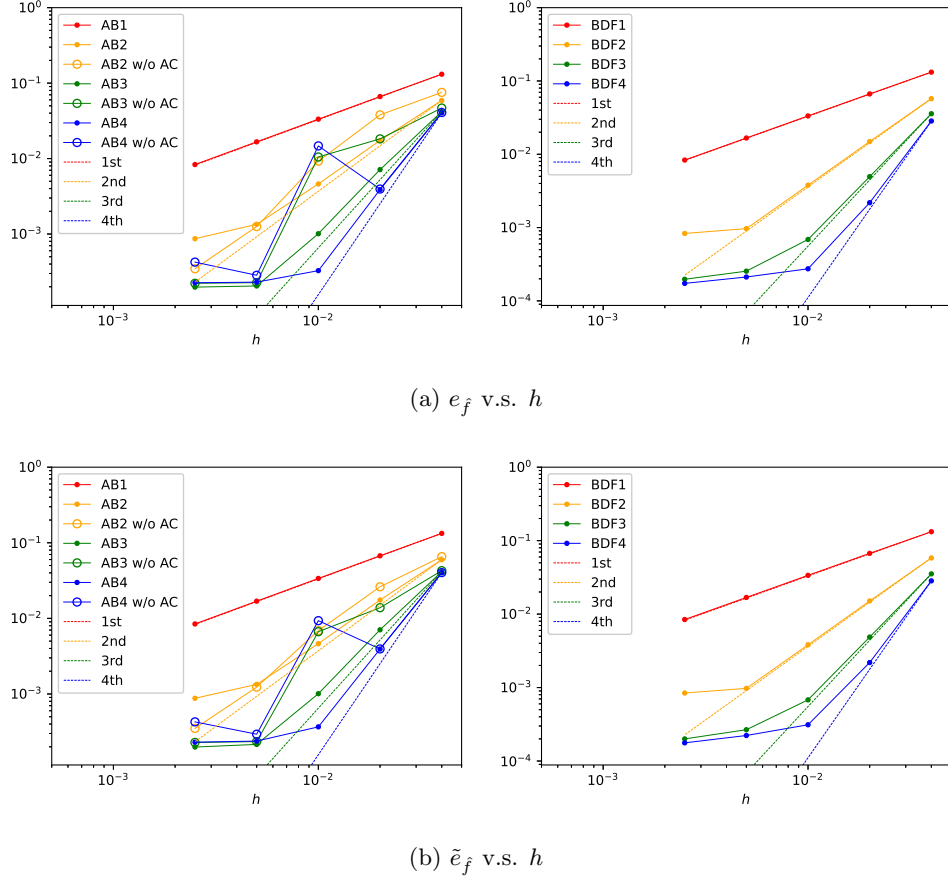 10^0
10^-1
10^-2
10^-3
AB1
AB2
AB2 w/o AC
AB3
AB3 w/o AC
AB4
AB4 w/o AC
1st
2nd
3rd
4th
10^-3
10^-2
h
10^0
10^-1
10^-2
10^-3
10^-4
BDF1
BDF2
BDF3
BDF4
1st
2nd
3rd
4th
10^-3
10^-2
h
(a) e_{\hat{f}} v.s. h
10^0
10^-1
10^-2
10^-3
AB1
AB2
AB2 w/o AC
AB3
AB3 w/o AC
AB4
AB4 w/o AC
1st
2nd
3rd
4th
10^-3
10^-2
h
10^0
10^-1
10^-2
10^-3
10^-4
BDF1
BDF2
BDF3
BDF4
1st
2nd
3rd
4th
10^-3
10^-2
h
(b) \tilde{e}_{\hat{f}} v.s. h